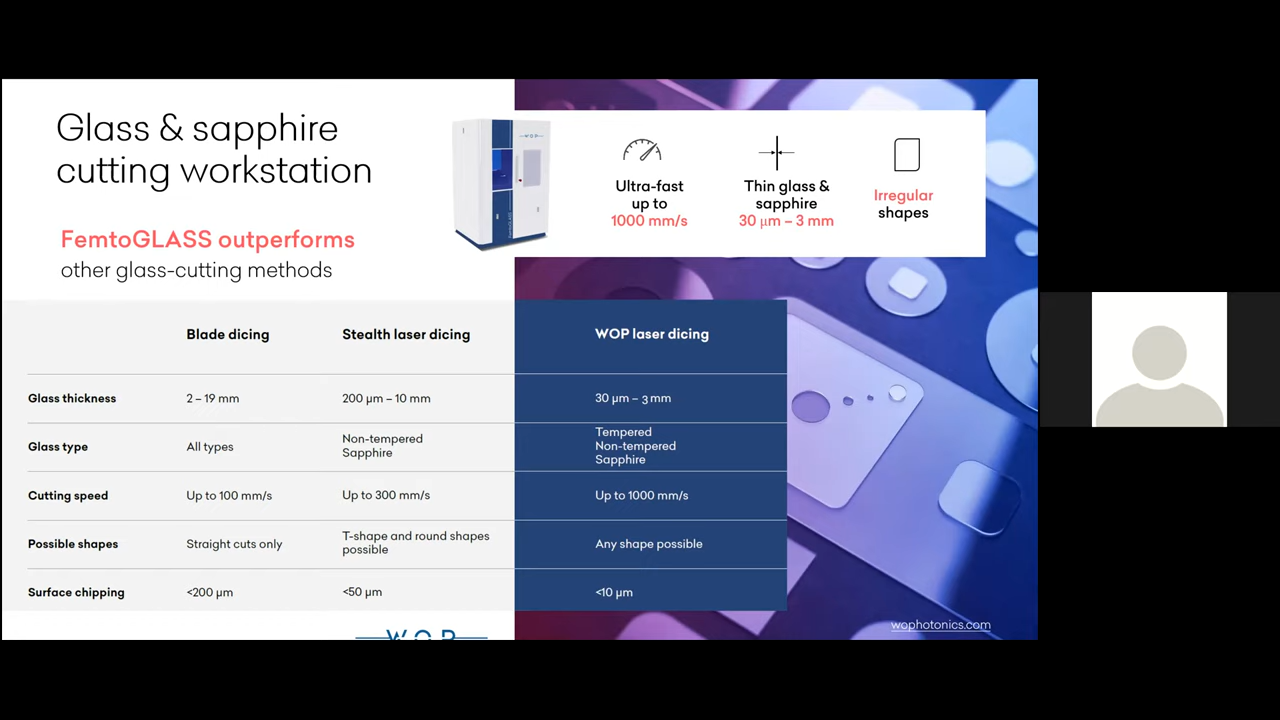 Glass & sapphire
cutting workstation
FemtoGLASS outperforms
other glass-cutting methods
WOP
FemtoGLASS
Ultra-fast
up to
1000 mm/s
Thin glass &
sapphire
30 μm – 3 mm
Irregular
shapes
Blade dicing
Stealth laser dicing
WOP laser dicing
Glass thickness
2 – 19 mm
200 μm – 10 mm
30 μm – 3 mm
Glass type
All types
Non-tempered
Sapphire
Tempered
Non-tempered
Sapphire
Cutting speed
Up to 100 mm/s
Up to 300 mm/s
Up to 1000 mm/s
Possible shapes
Straight cuts only
T-shape and round shapes
possible
Any shape possible
Surface chipping
<200 μm
<50 μm
<10 μm
WOP
wophotonics.com